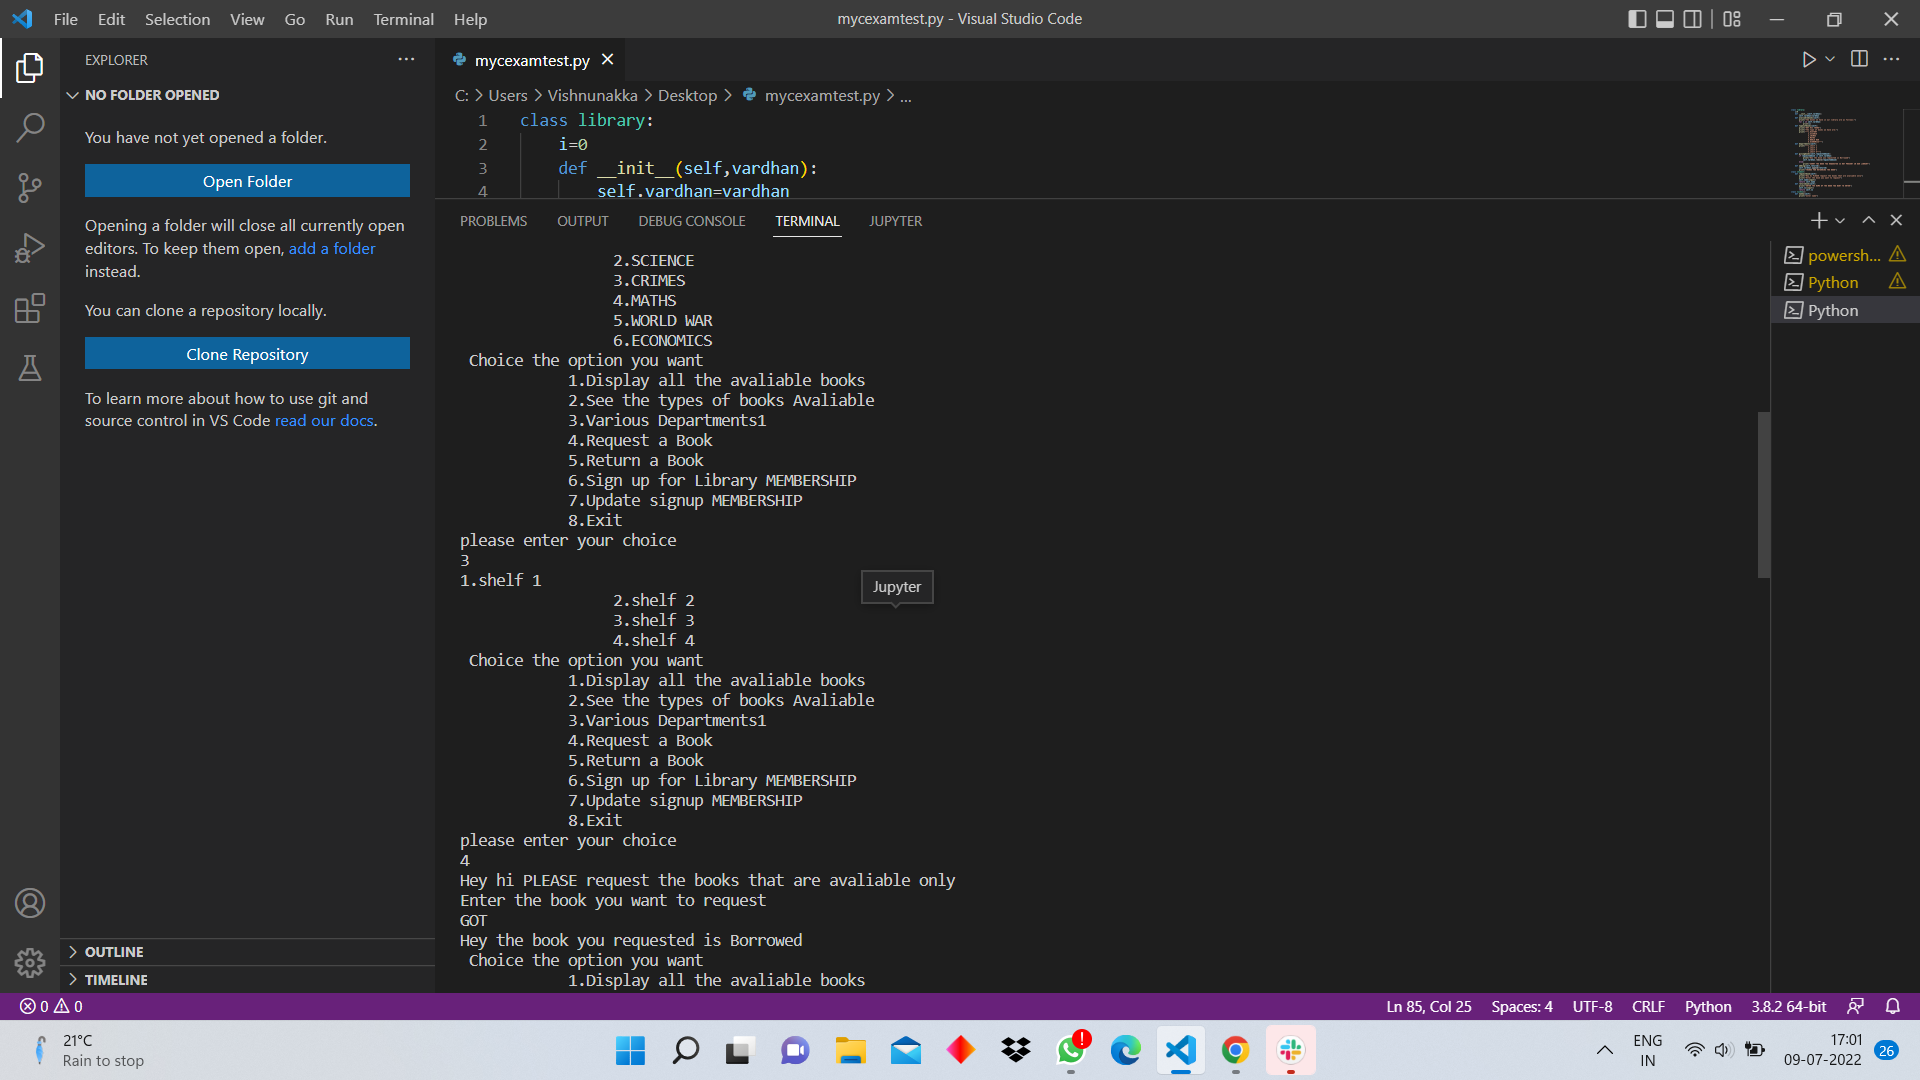 File Edit Selection View Go Run Terminal Help
mycexamtest.py - Visual Studio Code
EXPLORER
NO FOLDER OPENED
You have not yet opened a folder.
Open Folder
Opening a folder will close all currently open
editors. To keep them open, add a folder
instead.
You can clone a repository locally.
Clone Repository
To learn more about how to use git and
source control in VS Code read our docs.
OUTLINE
TIMELINE
mycexamtest.py
C: > Users > Vishnunakka > Desktop > mycexamtest.py > ...
1 class library:
2 i=0
3 def __init__(self,vardhan):
4 self.vardhan=vardhan
PROBLEMS OUTPUT DEBUG CONSOLE TERMINAL JUPYTER
2.SCIENCE
3.CRIMES
4.MATHS
5.WORLD WAR
6.ECONOMICS
Choice the option you want
1.Display all the avaliable books
2.See the types of books Avaliable
3.Various Departments1
4.Request a Book
5.Return a Book
6.Sign up for Library MEMBERSHIP
7.Update signup MEMBERSHIP
8.Exit
please enter your choice
3
1.shelf 1
2.shelf 2
3.shelf 3
4.shelf 4
Choice the option you want
1.Display all the avaliable books
2.See the types of books Avaliable
3.Various Departments1
4.Request a Book
5.Return a Book
6.Sign up for Library MEMBERSHIP
7.Update signup MEMBERSHIP
8.Exit
please enter your choice
4
Hey hi PLEASE request the books that are avaliable only
Enter the book you want to request
GOT
Hey the book you requested is Borrowed
Choice the option you want
1.Display all the avaliable books
Jupyter
powersh...
Python
Python
0 0
Ln 85, Col 25 Spaces: 4 UTF-8 CRLF Python 3.8.2 64-bit
21°C
Rain to stop
ENG
IN
17:01
09-07-2022
26